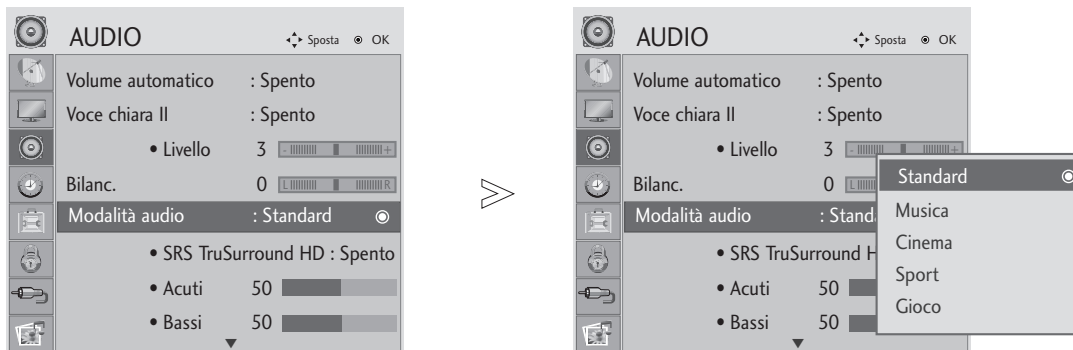 AUDIO
Sposta OK
Volume automatico : Spento
Voce chiara II : Spento
• Livello 3 - +
Bilanc. 0 L R
Modalità audio : Standard
• SRS TruSurround HD : Spento
• Acuti 50
• Bassi 50
>
AUDIO
Sposta OK
Volume automatico : Spento
Voce chiara II : Spento
• Livello 3 - +
Bilanc. 0 L
Modalità audio : Stand
• SRS TruSurround H
• Acuti 50
• Bassi 50
Standard
Musica
Cinema
Sport
Gioco